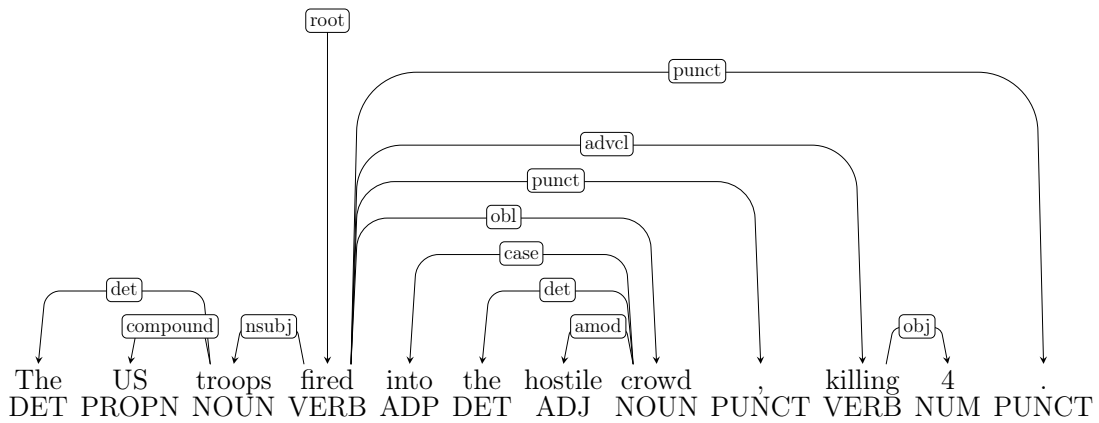 root
punct
advcl
punct
obl
case
det det
compound nsubj amod obj
The US troops fired into the hostile crowd , killing 4 .
DET PROPN NOUN VERB ADP DET ADJ NOUN PUNCT VERB NUM PUNCT